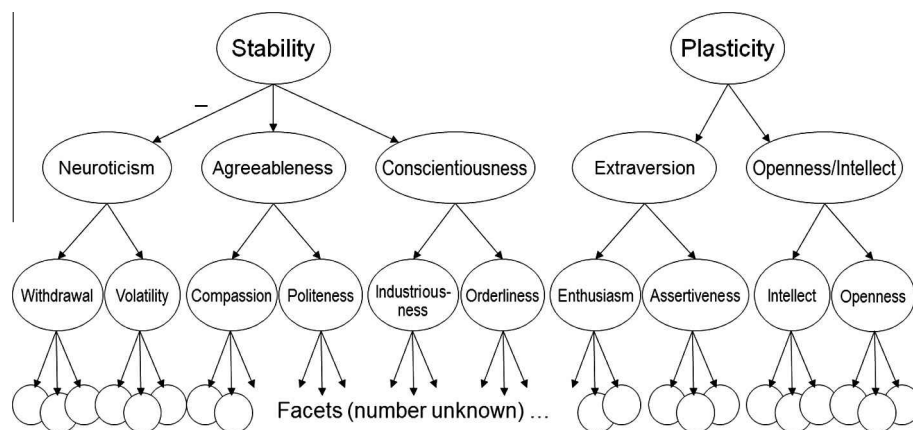 Stability
Plasticity
–
Neuroticism
Agreeableness
Conscientiousness
Extraversion
Openness/Intellect
Withdrawal
Volatility
Compassion
Politeness
Industrious-
ness
Orderliness
Enthusiasm
Assertiveness
Intellect
Openness
Facets (number unknown) ...